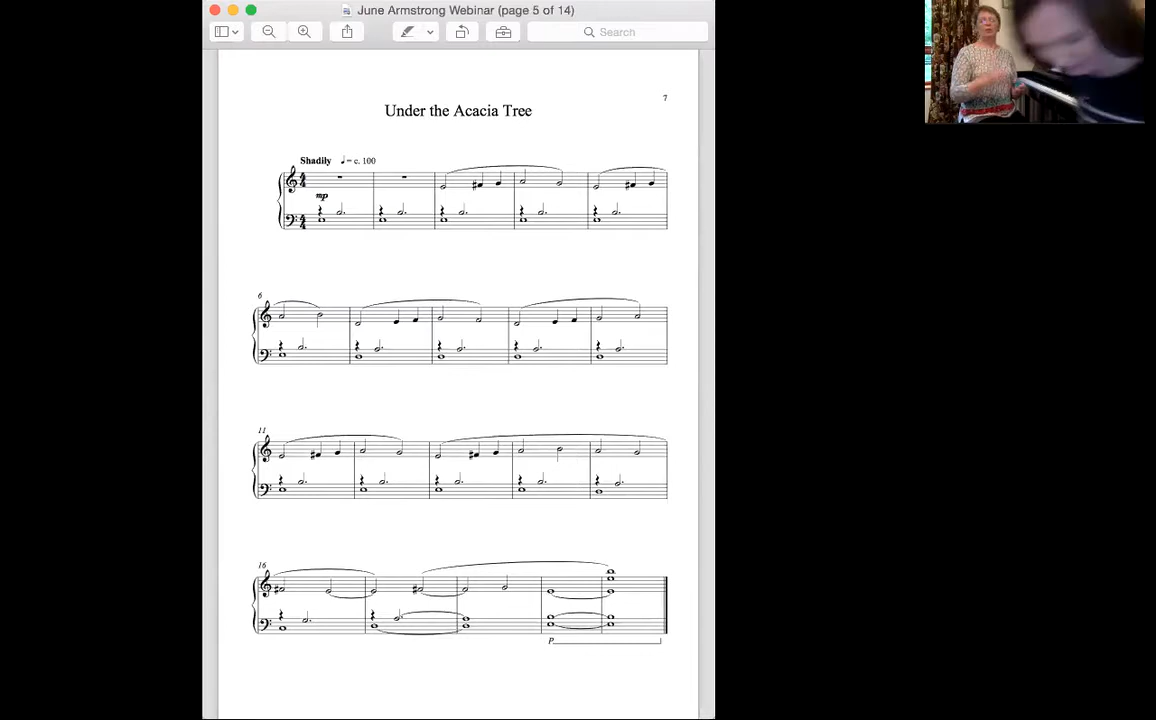 June Armstrong Webinar (page 5 of 14)
Search
7
Under the Acacia Tree
Shadily ♩= c. 100
mp
6
11
16
P